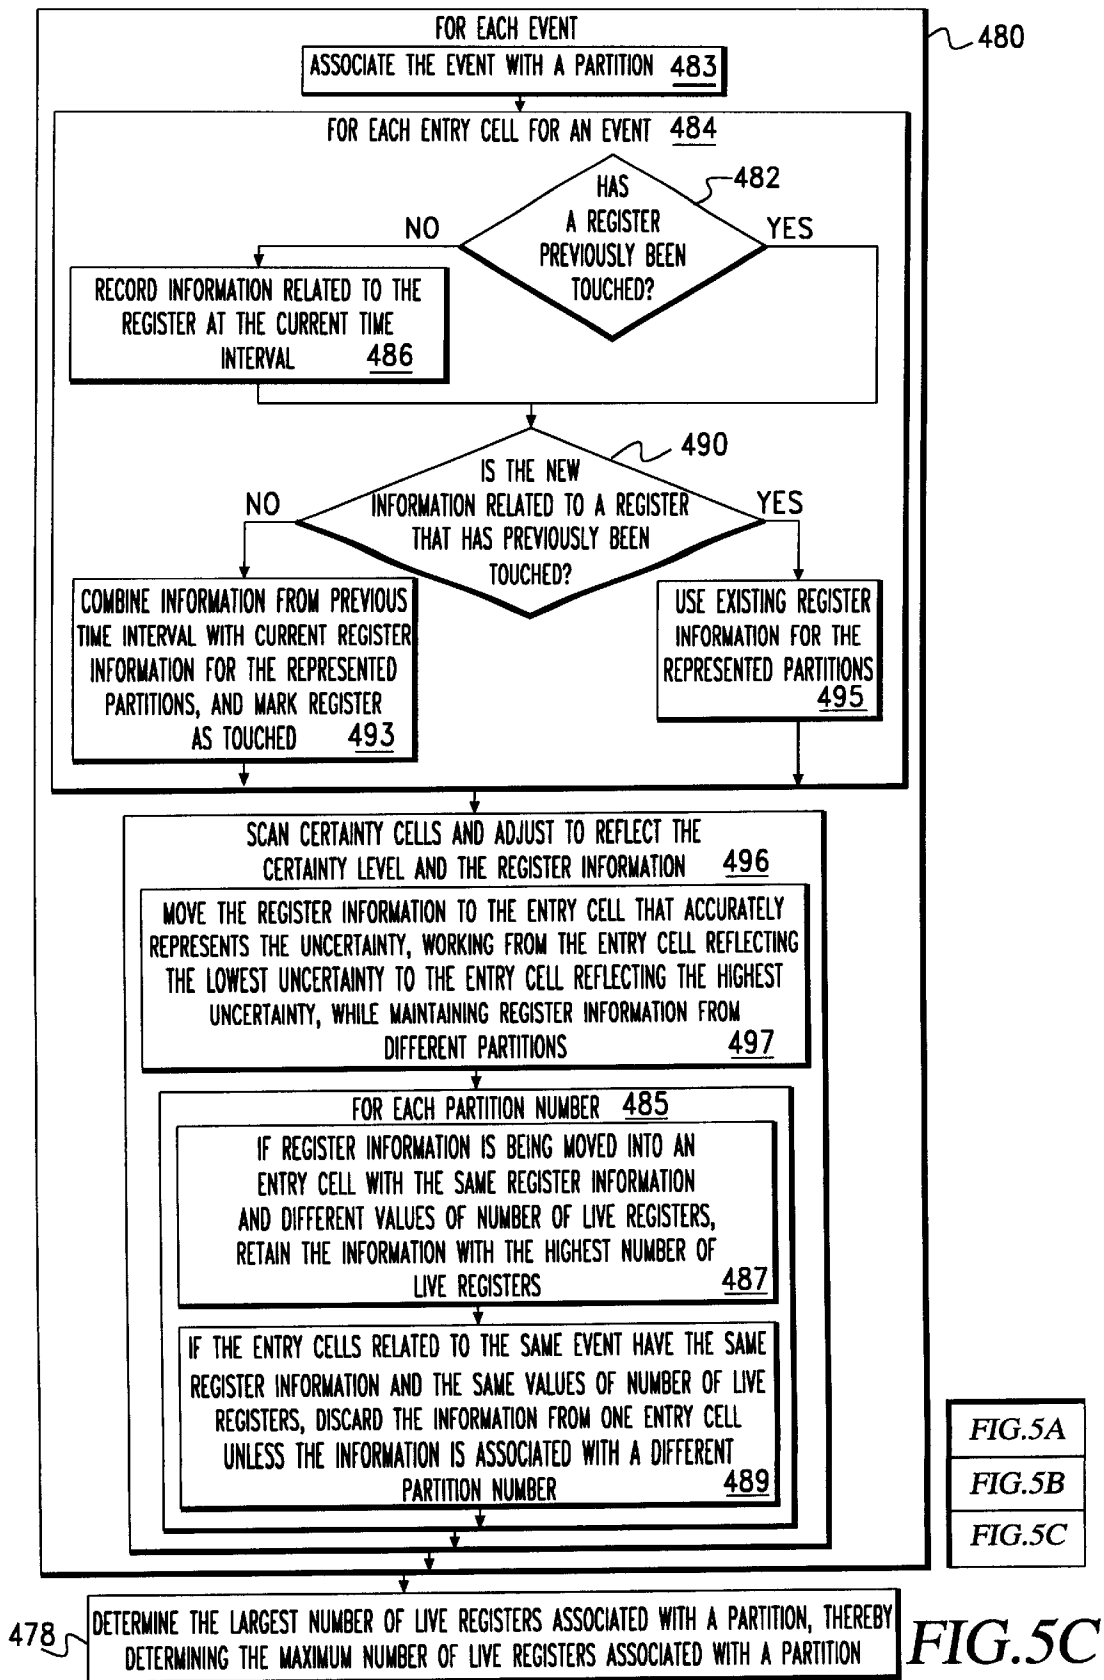 FOR EACH EVENT
480
ASSOCIATE THE EVENT WITH A PARTITION 483
FOR EACH ENTRY CELL FOR AN EVENT 484
482
HAS
A REGISTER
PREVIOUSLY BEEN
TOUCHED?
NO
YES
RECORD INFORMATION RELATED TO THE
REGISTER AT THE CURRENT TIME
INTERVAL 486
490
IS THE NEW
INFORMATION RELATED TO A REGISTER
THAT HAS PREVIOUSLY BEEN
TOUCHED?
NO
YES
COMBINE INFORMATION FROM PREVIOUS
TIME INTERVAL WITH CURRENT REGISTER
INFORMATION FOR THE REPRESENTED
PARTITIONS, AND MARK REGISTER
AS TOUCHED 493
USE EXISTING REGISTER
INFORMATION FOR THE
REPRESENTED PARTITIONS
495
SCAN CERTAINTY CELLS AND ADJUST TO REFLECT THE
CERTAINTY LEVEL AND THE REGISTER INFORMATION 496
MOVE THE REGISTER INFORMATION TO THE ENTRY CELL THAT ACCURATELY
REPRESENTS THE UNCERTAINTY, WORKING FROM THE ENTRY CELL REFLECTING
THE LOWEST UNCERTAINTY TO THE ENTRY CELL REFLECTING THE HIGHEST
UNCERTAINTY, WHILE MAINTAINING REGISTER INFORMATION FROM
DIFFERENT PARTITIONS 497
FOR EACH PARTITION NUMBER 485
IF REGISTER INFORMATION IS BEING MOVED INTO AN
ENTRY CELL WITH THE SAME REGISTER INFORMATION
AND DIFFERENT VALUES OF NUMBER OF LIVE REGISTERS,
RETAIN THE INFORMATION WITH THE HIGHEST NUMBER OF
LIVE REGISTERS 487
IF THE ENTRY CELLS RELATED TO THE SAME EVENT HAVE THE SAME
REGISTER INFORMATION AND THE SAME VALUES OF NUMBER OF LIVE
REGISTERS, DISCARD THE INFORMATION FROM ONE ENTRY CELL
UNLESS THE INFORMATION IS ASSOCIATED WITH A DIFFERENT
PARTITION NUMBER 489
FIG.5A
FIG.5B
FIG.5C
478
DETERMINE THE LARGEST NUMBER OF LIVE REGISTERS ASSOCIATED WITH A PARTITION, THEREBY
DETERMINING THE MAXIMUM NUMBER OF LIVE REGISTERS ASSOCIATED WITH A PARTITION
FIG.5C